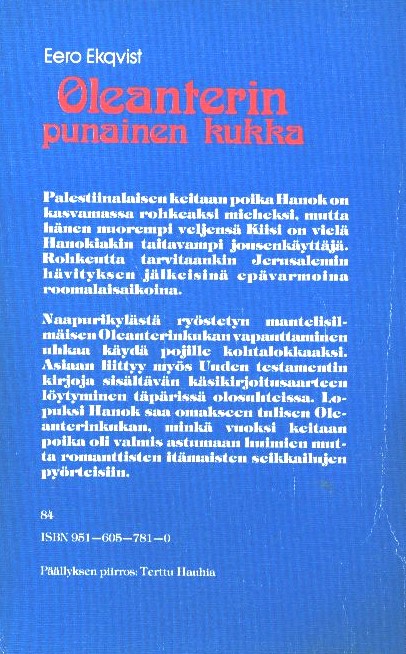 Eero Ekqvist
Oleanterin
punainen kukka
Palestiinalaisen keitaan poika Hanok on
kasvamassa rohkeaksi mieheksi, mutta
hänen nuorempi veljensä Kiisi on vielä
Hanokiakin taitavampi jousenkäyttäjä.
Rohkeutta tarvitaankin Jerusalemin
hävityksen jälkeisinä epävarmoina
roomalaisaikoina.
Naapurikylästä ryöstetyn mantelisil-
mäisen Oleanterinkukan vapauttaminen
uhkaa käydä pojille kohtalokkaaksi.
Asiaan liittyy myös Uuden testamentin
kirjoja sisältävän käsikirjoitusaarteen
löytyminen täpärissä olosuhteissa. Lo-
puksi Hanok saa omakseen tulisen Ole-
anterinkukan, minkä vuoksi keitaan
poika oli valmis astumaan huimien mut-
ta romanttisten itämaisten seikkailujen
pyörteisiin.
84
ISBN 951—605—781—0
Päällyksen piirros: Terttu Hauhia